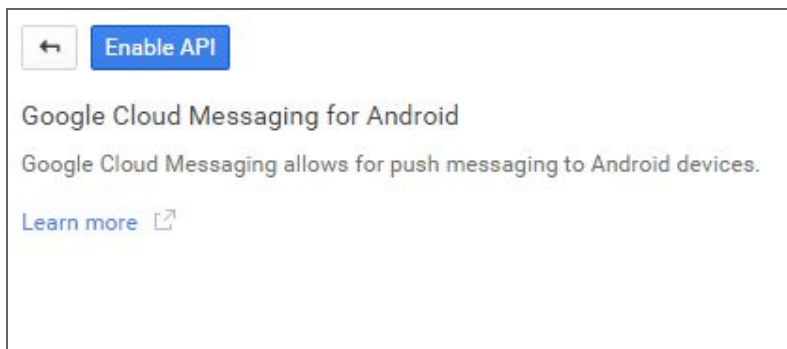 Enable API
Google Cloud Messaging for Android
Google Cloud Messaging allows for push messaging to Android devices.
Learn more